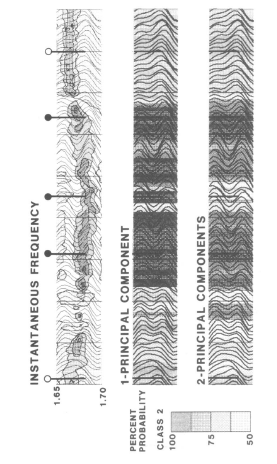 INSTANTANEOUS FREQUENCY
1.65
1.70
1-PRINCIPAL COMPONENT
2-PRINCIPAL COMPONENTS
PERCENT
PROBABILITY
CLASS 2
100
75
50